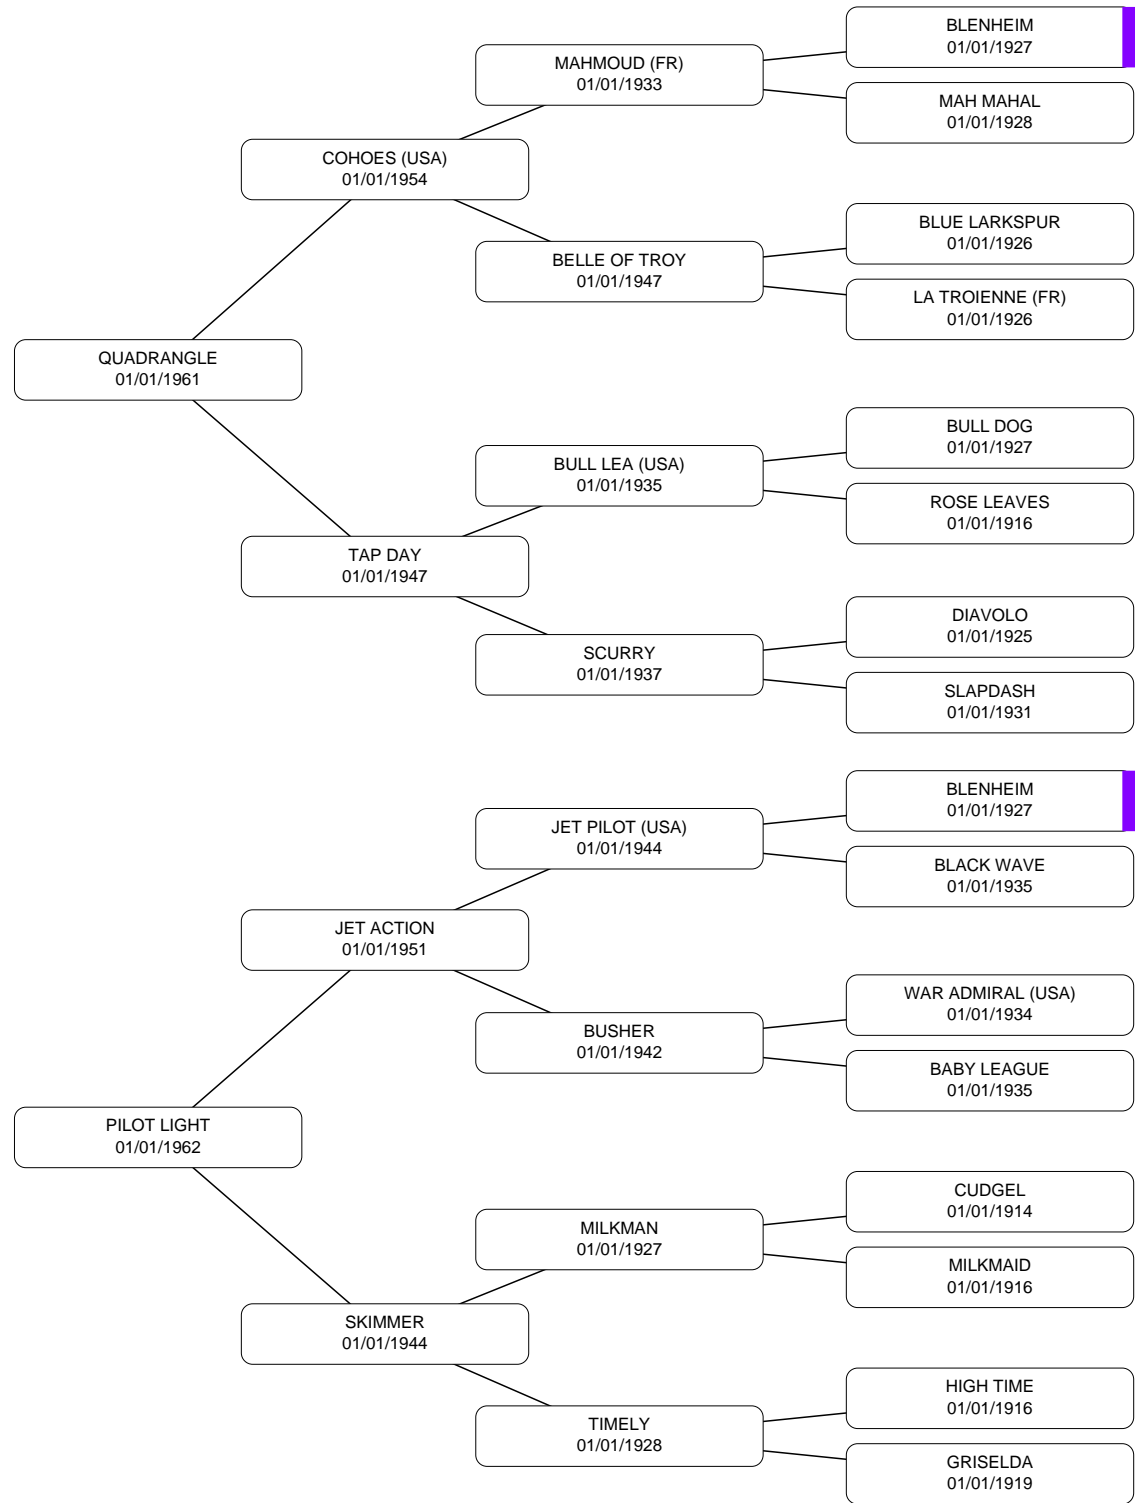 BLENHEIM
01/01/1927
MAHMOUD (FR)
01/01/1933
MAH MAHAL
01/01/1928
COHOES (USA)
01/01/1954
BLUE LARKSPUR
01/01/1926
BELLE OF TROY
01/01/1947
LA TROIENNE (FR)
01/01/1926
QUADRANGLE
01/01/1961
BULL DOG
01/01/1927
BULL LEA (USA)
01/01/1935
ROSE LEAVES
01/01/1916
TAP DAY
01/01/1947
DIAVOLO
01/01/1925
SCURRY
01/01/1937
SLAPDASH
01/01/1931
BLENHEIM
01/01/1927
JET PILOT (USA)
01/01/1944
BLACK WAVE
01/01/1935
JET ACTION
01/01/1951
WAR ADMIRAL (USA)
01/01/1934
BUSHER
01/01/1942
BABY LEAGUE
01/01/1935
PILOT LIGHT
01/01/1962
CUDGEL
01/01/1914
MILKMAN
01/01/1927
MILKMAID
01/01/1916
SKIMMER
01/01/1944
HIGH TIME
01/01/1916
TIMELY
01/01/1928
GRISELDA
01/01/1919